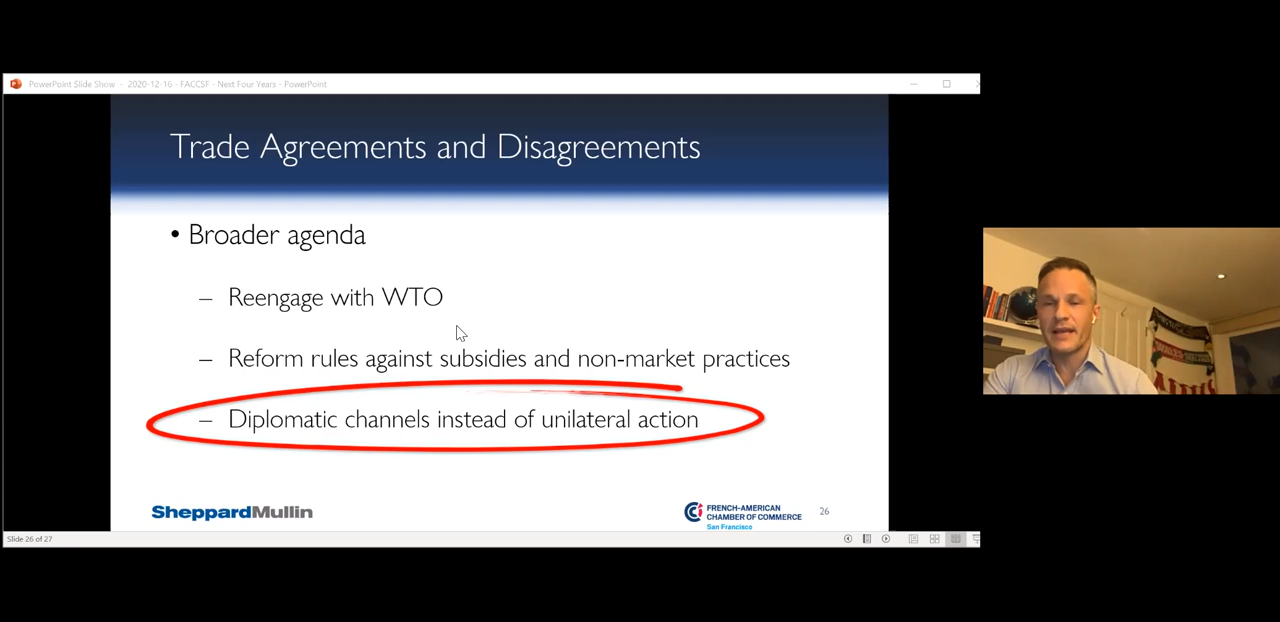 PowerPoint Slide Show - 2020-12-16 - FACCSF - Next Four Years - PowerPoint
Trade Agreements and Disagreements
• Broader agenda
– Reengage with WTO
– Reform rules against subsidies and non-market practices
– Diplomatic channels instead of unilateral action
SheppardMullin
CCI FRENCH-AMERICAN
CHAMBER OF COMMERCE
San Francisco
26
Slide 26 of 27